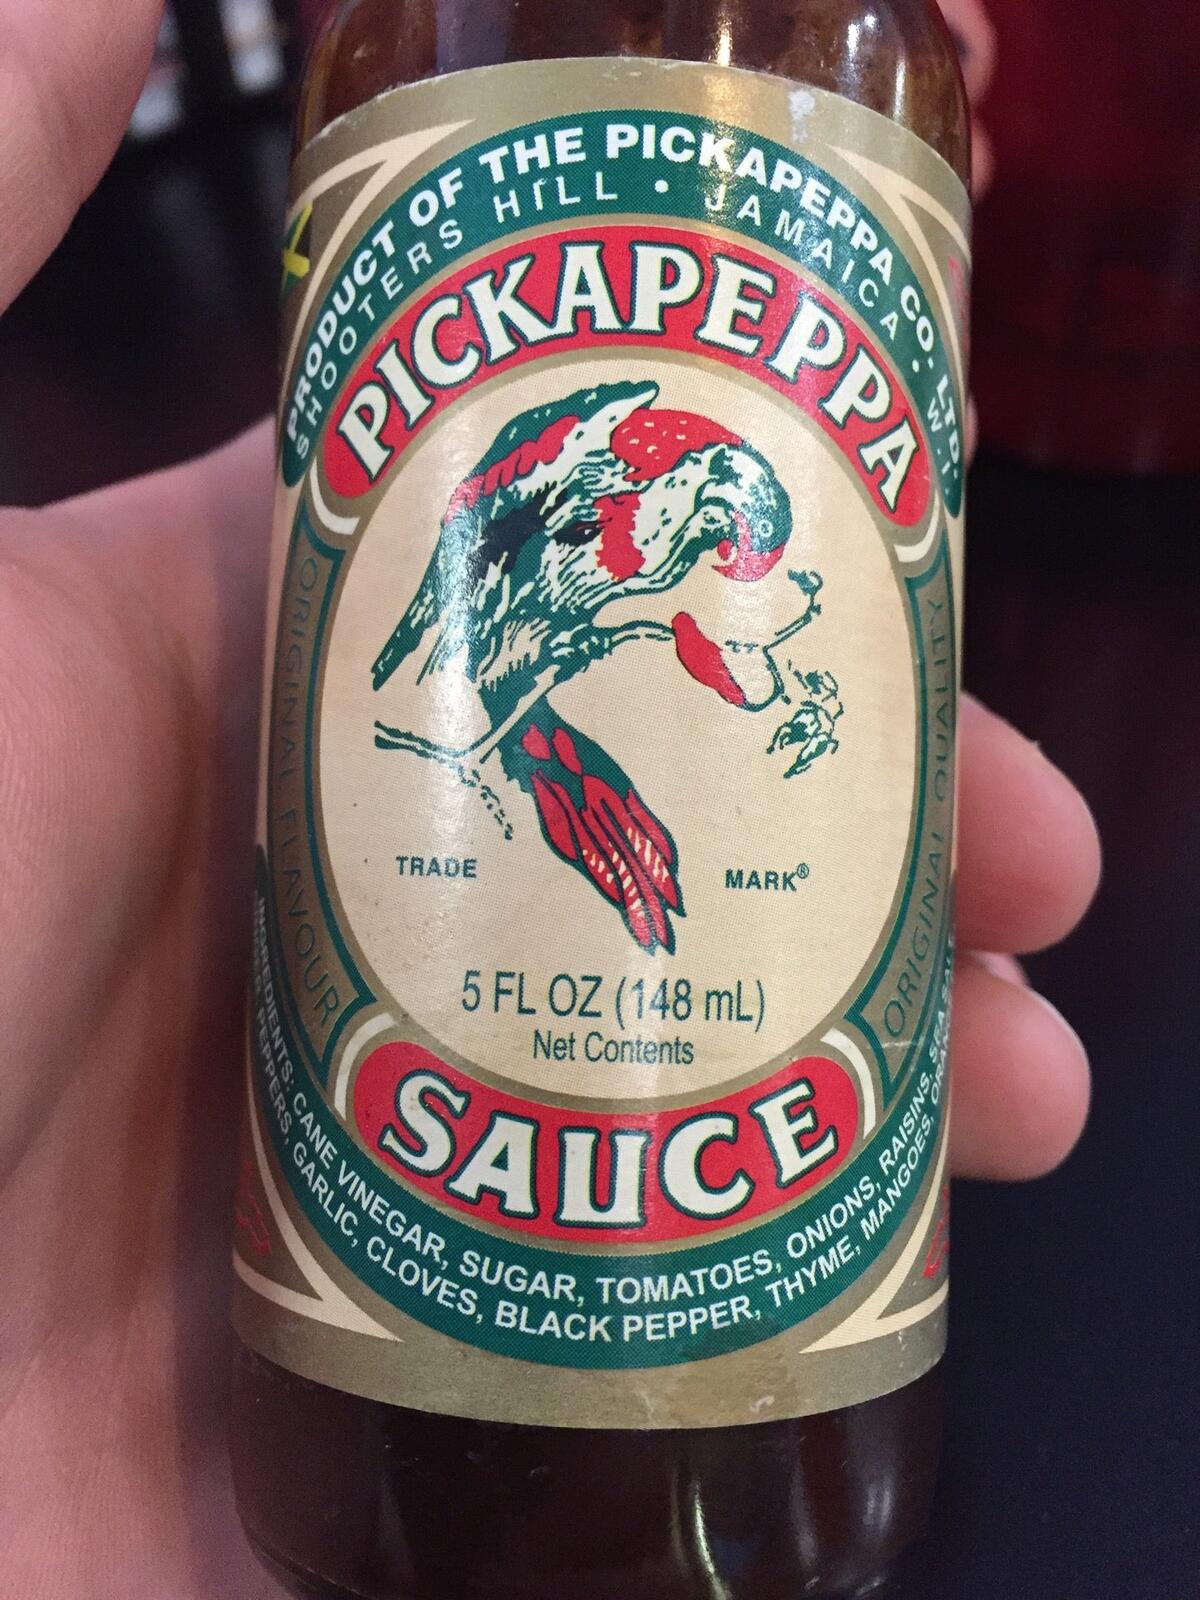 PRODUCT OF THE PICKAPEPPA CO. LTD.
SHOOTERS HILL • JAMAICA • W.I.
PICKAPEPPA
ORIGINAL FLAVOUR
ORIGINAL QUALITY
TRADE MARK®
5 FL OZ (148 mL)
Net Contents
SAUCE
INGREDIENTS: CANE VINEGAR, SUGAR, TOMATOES, ONIONS, RAISINS, SEA SALT
PEPPERS, GARLIC, CLOVES, BLACK PEPPER, THYME, MANGOES,